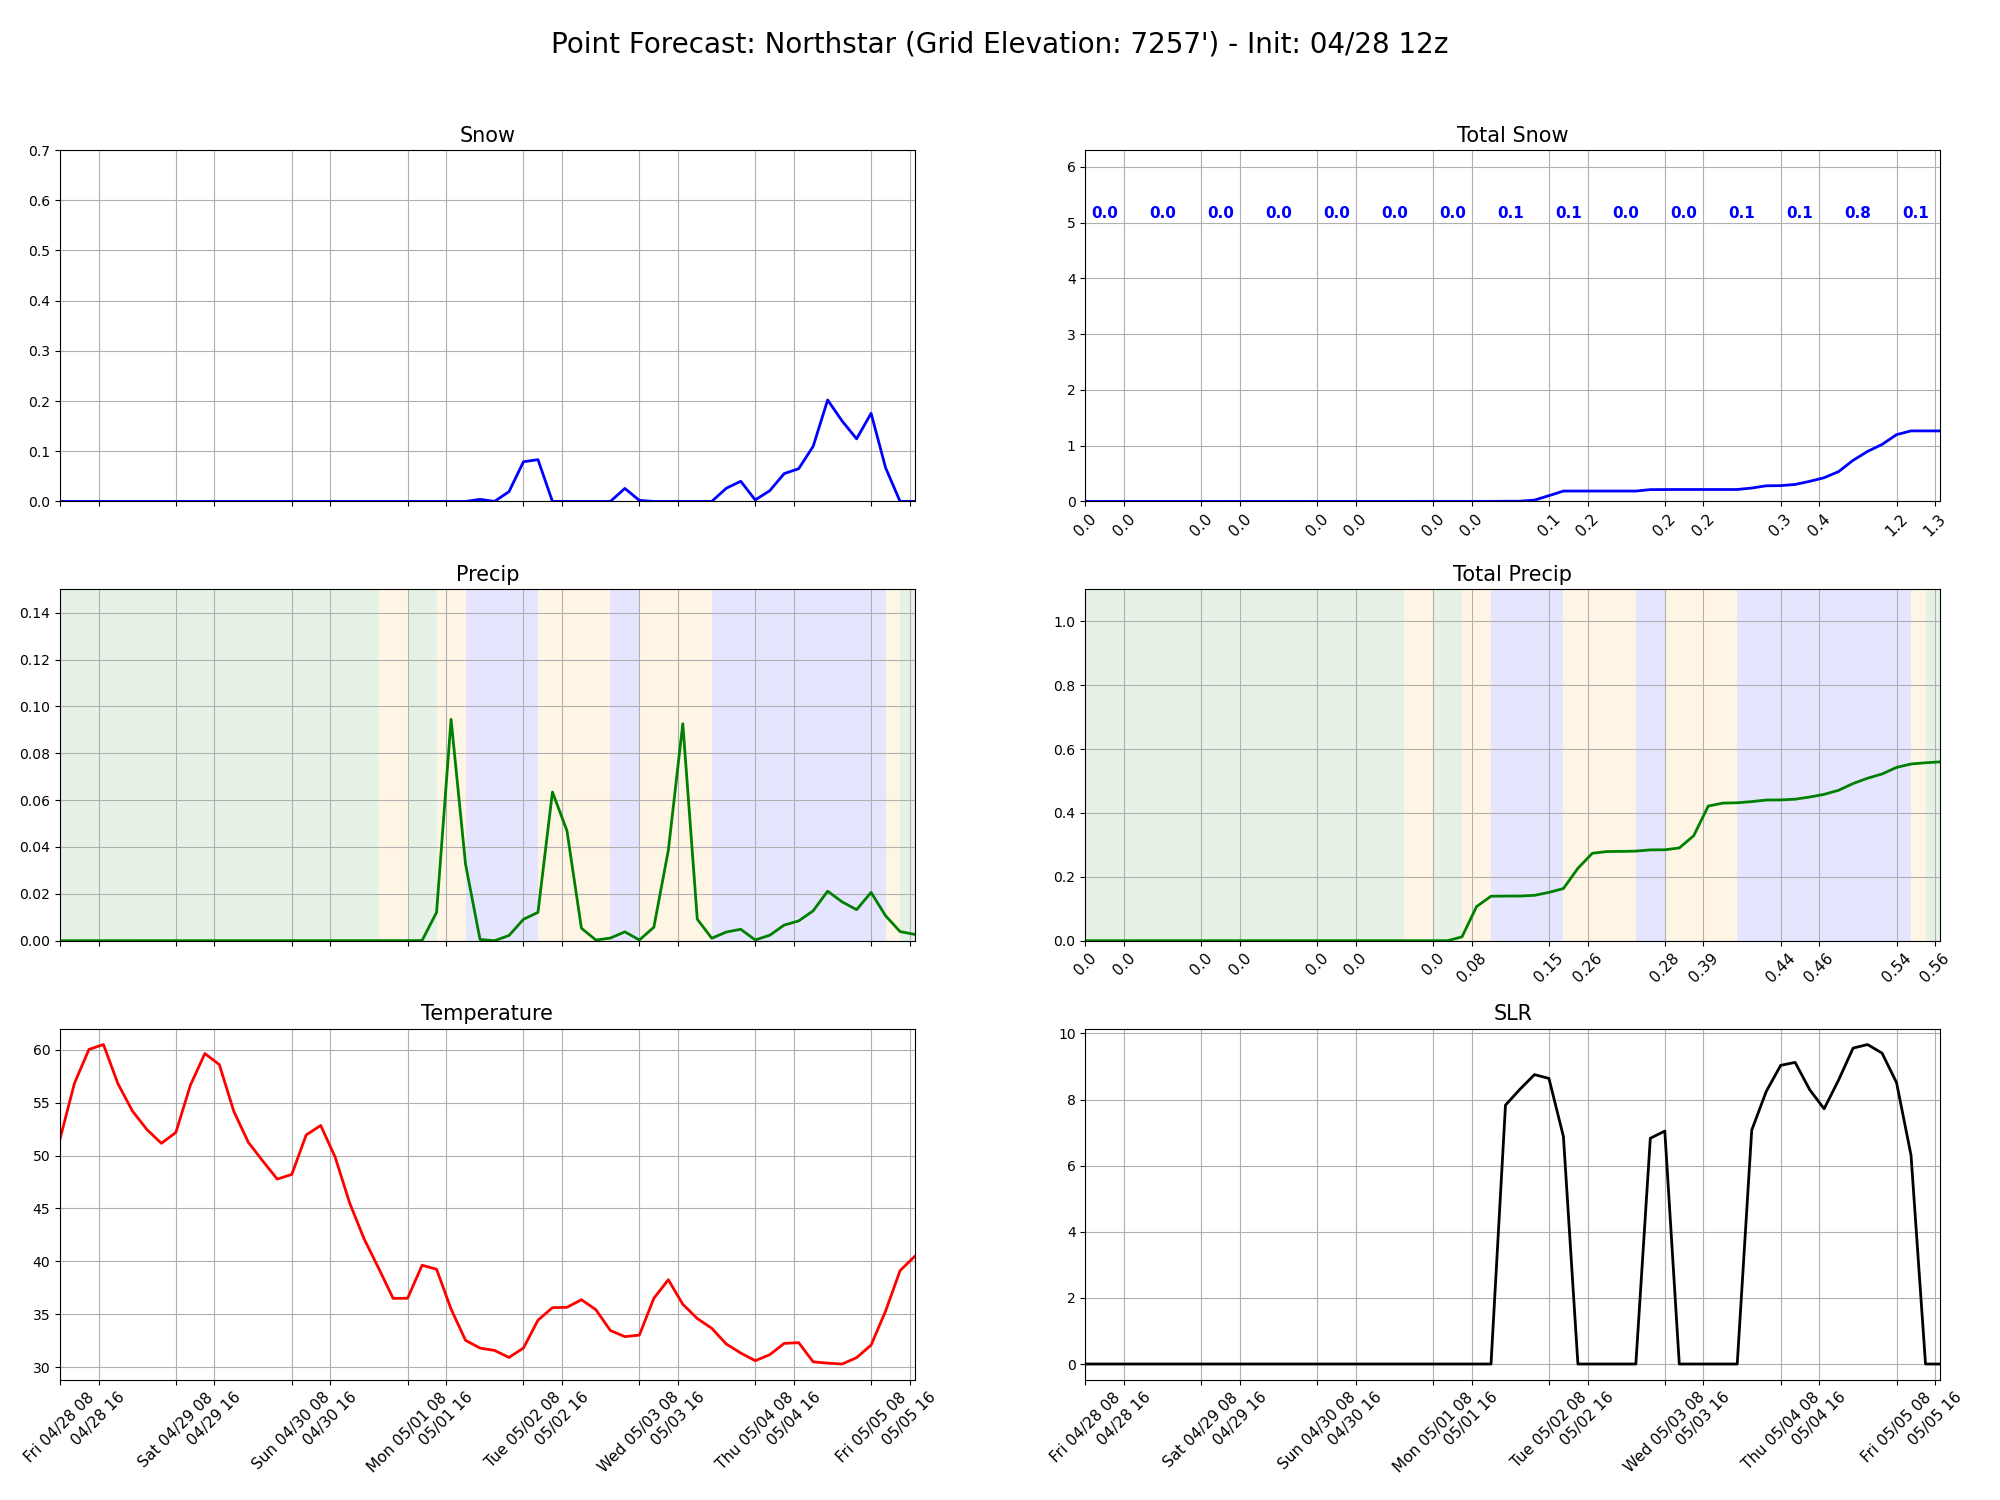 Point Forecast: Northstar (Grid Elevation: 7257') - Init: 04/28 12z
Snow
0.7
0.6
0.5
0.4
0.3
0.2
0.1
0.0
Total Snow
6
5
4
3
2
1
0
0.0 0.0 0.0 0.0 0.0 0.0 0.0 0.1 0.1 0.0 0.0 0.1 0.1 0.8 0.1
0.0 0.0 0.0 0.0 0.0 0.0 0.0 0.0 0.1 0.2 0.2 0.2 0.3 0.4 1.2 1.3
Precip
0.14
0.12
0.10
0.08
0.06
0.04
0.02
0.00
Total Precip
1.0
0.8
0.6
0.4
0.2
0.0
0.0 0.0 0.0 0.0 0.0 0.0 0.0 0.08 0.15 0.26 0.28 0.39 0.44 0.46 0.54 0.56
Temperature
60
55
50
45
40
35
30
Fri 04/28 08
04/28 16
Sat 04/29 08
04/29 16
Sun 04/30 08
04/30 16
Mon 05/01 08
05/01 16
Tue 05/02 08
05/02 16
Wed 05/03 08
05/03 16
Thu 05/04 08
05/04 16
Fri 05/05 08
05/05 16
SLR
10
8
6
4
2
0
Fri 04/28 08
04/28 16
Sat 04/29 08
04/29 16
Sun 04/30 08
04/30 16
Mon 05/01 08
05/01 16
Tue 05/02 08
05/02 16
Wed 05/03 08
05/03 16
Thu 05/04 08
05/04 16
Fri 05/05 08
05/05 16